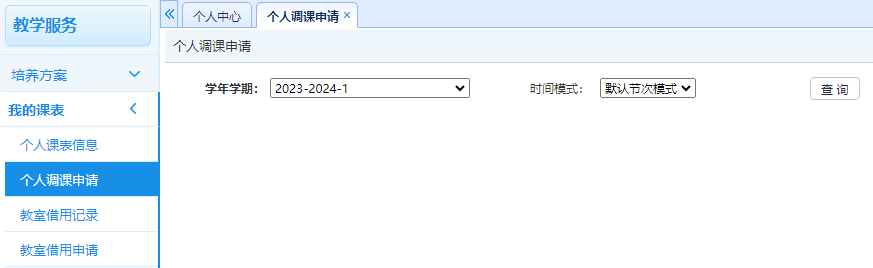 教学服务
培养方案
我的课表
个人课表信息
个人调课申请
教室借用记录
教室借用申请
个人中心
个人调课申请
个人调课申请
学年学期： 2023-2024-1 时间模式： 默认节次模式 查 询